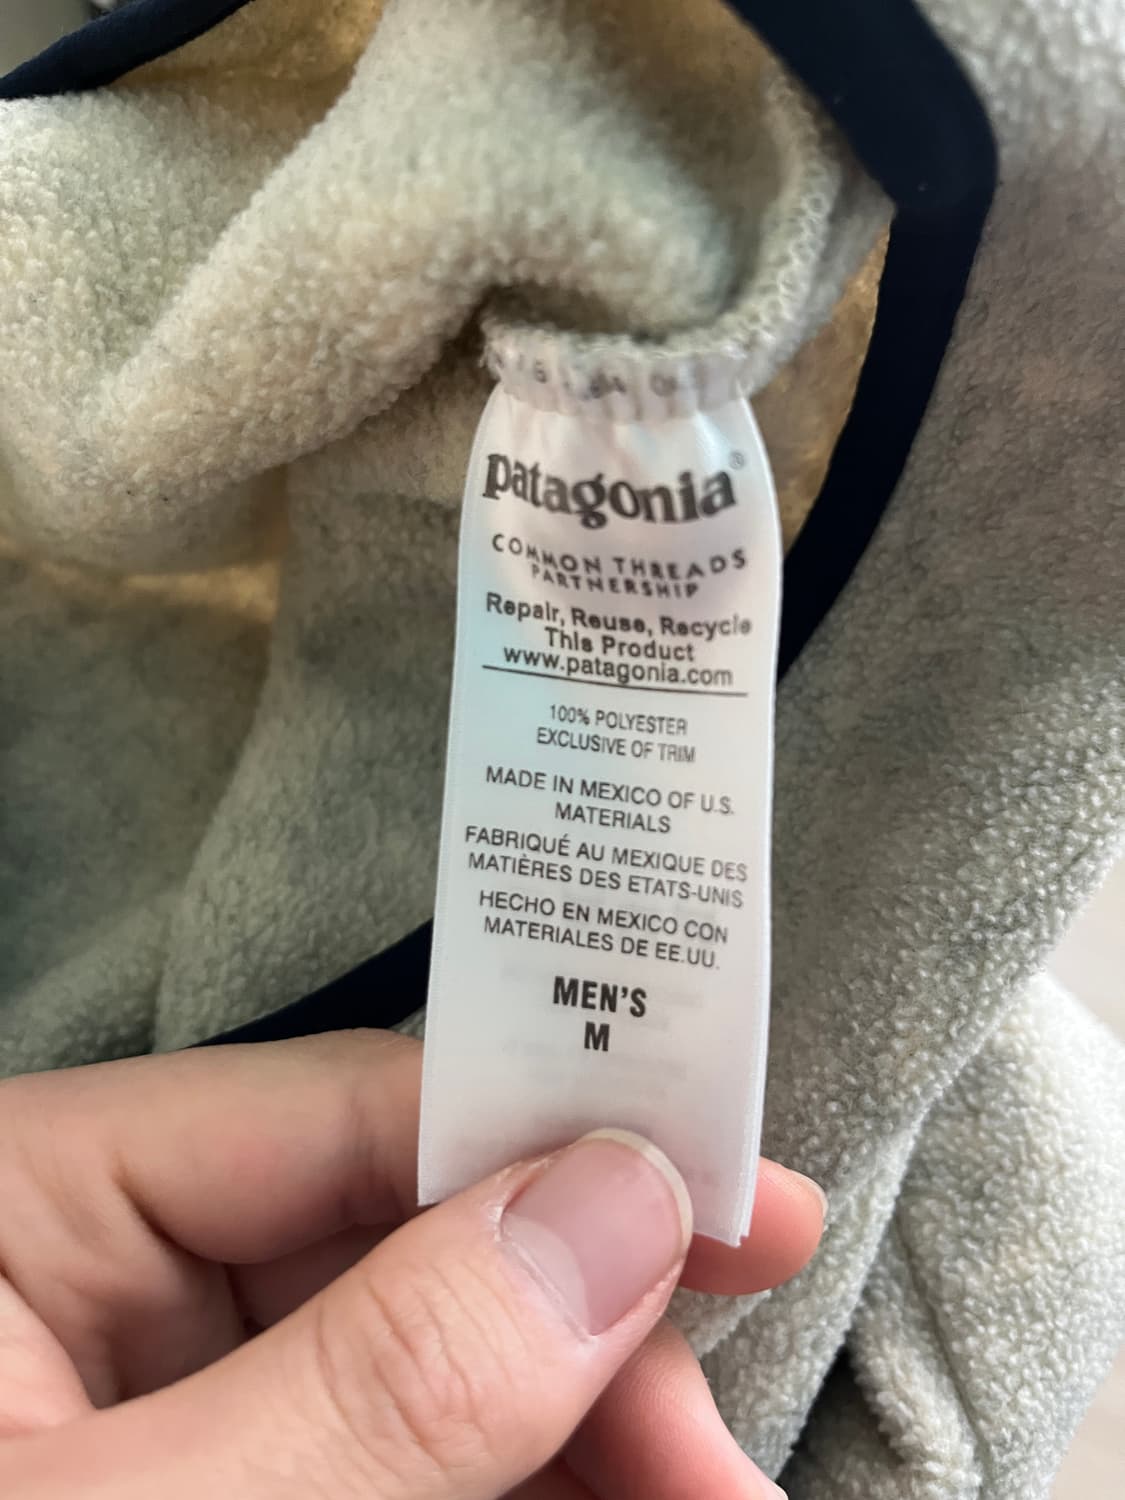 patagonia®
COMMON THREADS
PARTNERSHIP
Repair, Reuse, Recycle
This Product
www.patagonia.com
100% POLYESTER
EXCLUSIVE OF TRIM
MADE IN MEXICO OF U.S.
MATERIALS
FABRIQUÉ AU MEXIQUE DES
MATIÈRES DES ETATS-UNIS
HECHO EN MEXICO CON
MATERIALES DE EE.UU.
MEN'S
M